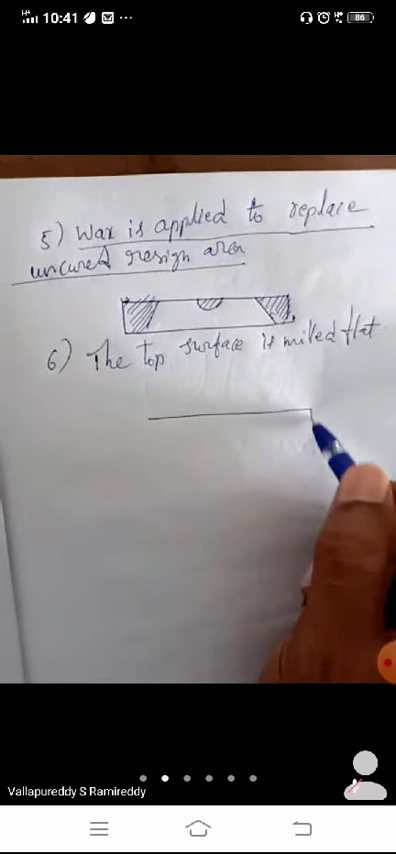 H+
10:41
86
5) Wax is applied to replace
uncured resign area
6) The top surface is milled flat
Vallapureddy S Ramireddy